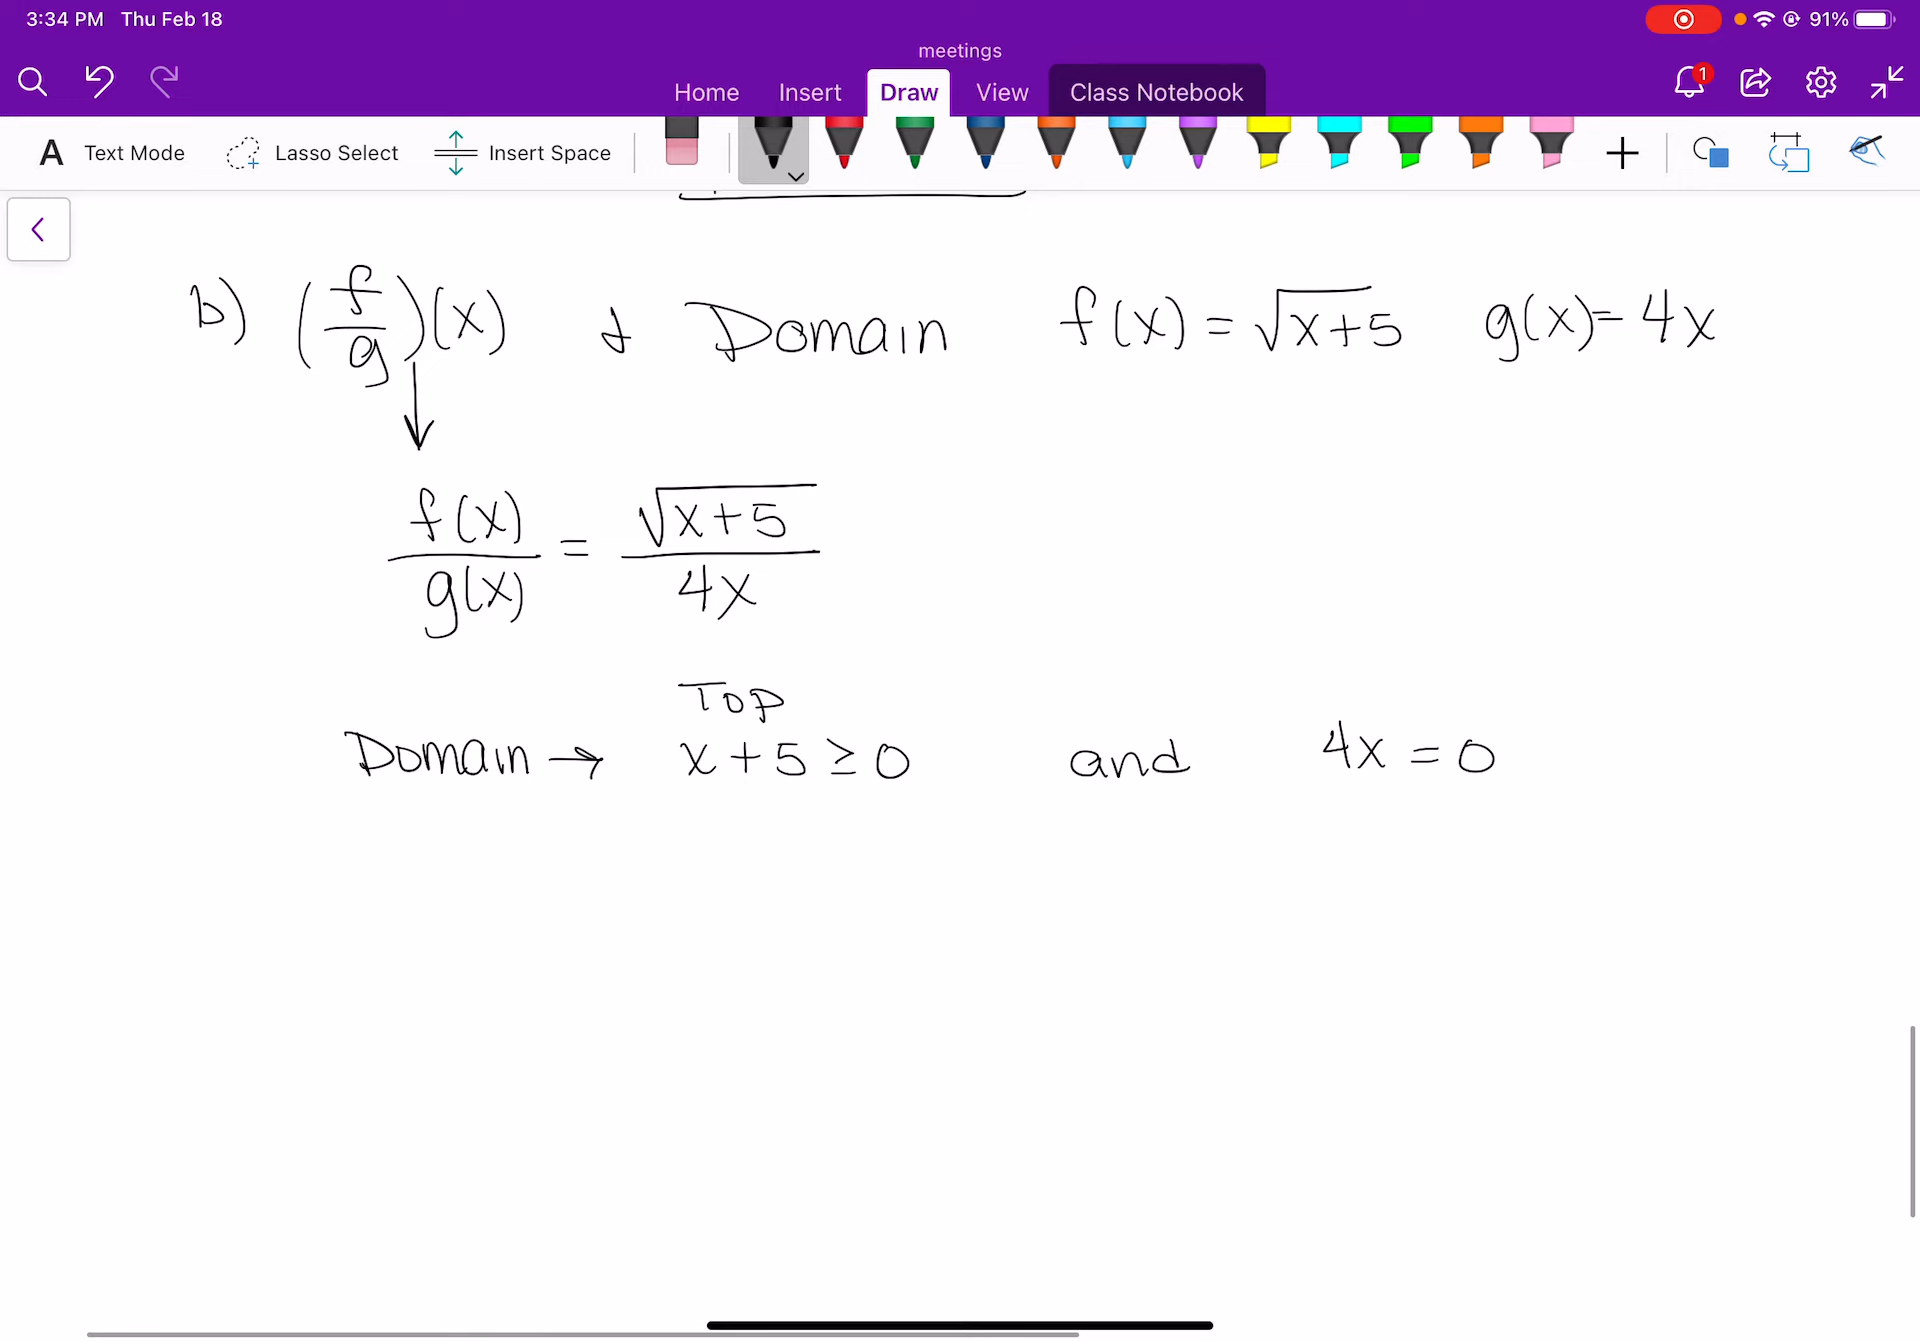 3:34 PM Thu Feb 18
91%
meetings
Home Insert Draw View Class Notebook
1
A Text Mode Lasso Select Insert Space
b) (f/g)(x) & Domain f(x) = √x+5 g(x) = 4x
f(x)/g(x) = √x+5/4x
Top
Domain → x + 5 ≥ 0 and 4x = 0